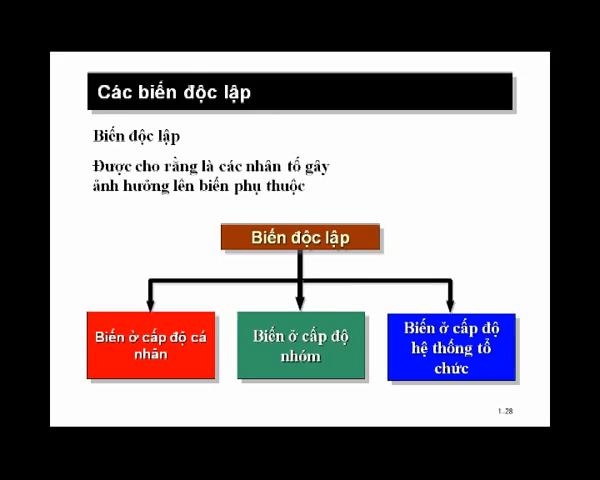 Các biến độc lập
Biến độc lập
Được cho rằng là các nhân tố gây
ảnh hưởng lên biến phụ thuộc
Biến độc lập
Biến ở cấp độ cá
nhân
Biến ở cấp độ
nhóm
Biến ở cấp độ
hệ thống tổ
chức
1-28